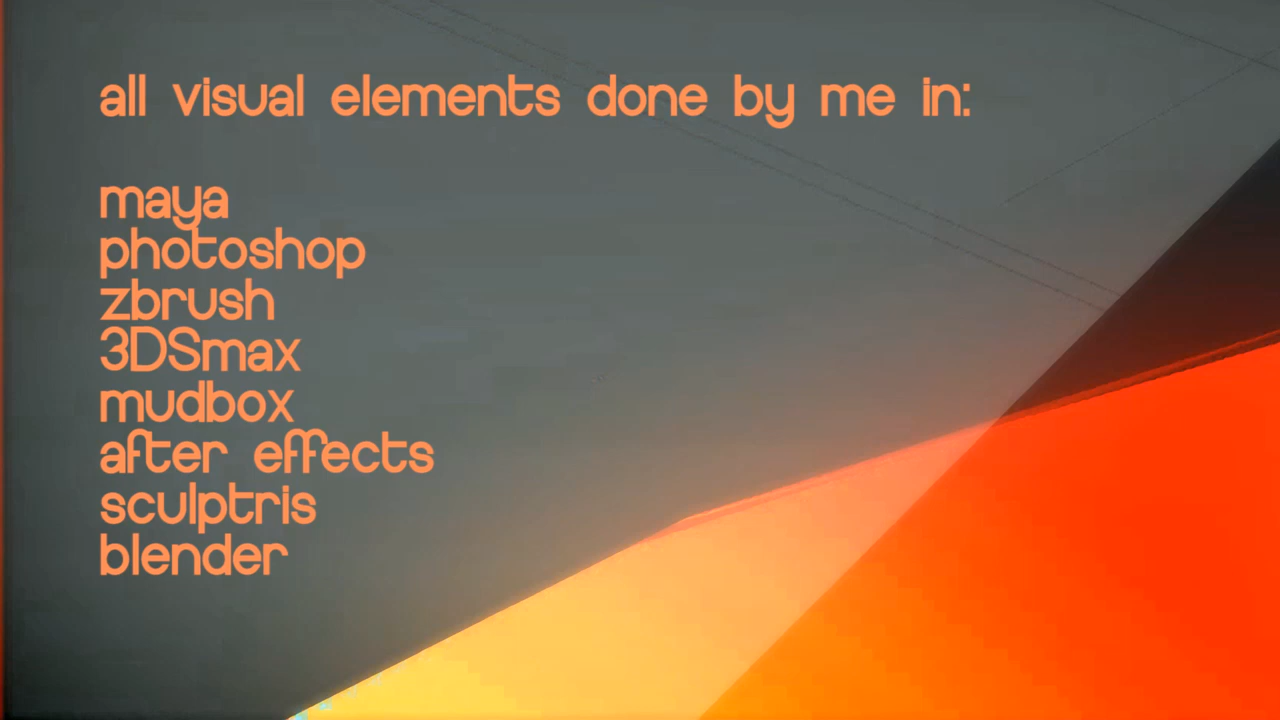 all visual elements done by me in:
maya
photoshop
zbrush
3DSmax
mudbox
after effects
sculptris
blender